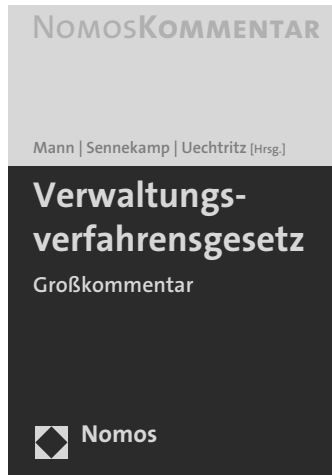 NOMOSKOMMENTAR
Mann | Sennekamp | Uechtritz [Hrsg.]
Verwaltungs-
verfahrensgesetz
Großkommentar
Nomos